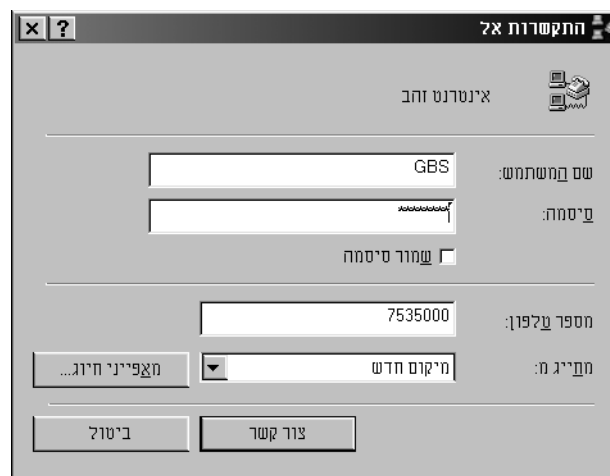 התקשרות אל
אינטרנט זהב
שם המשתמש:
GBS
סיסמה:
********
שמור סיסמה
מספר טלפון:
7535000
מחייג מ:
מיקום חדש
מאפייני חיוג...
צור קשר
ביטול